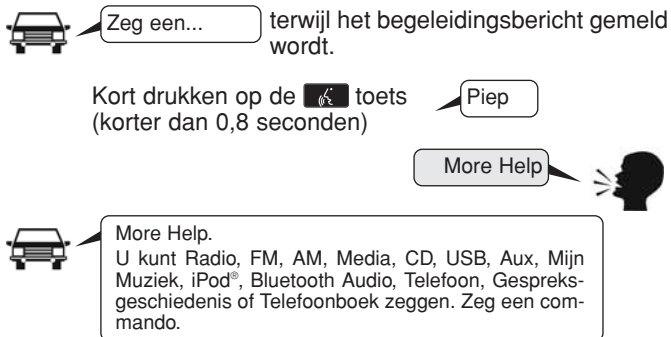 Zeg een... terwijl het begeleidingsbericht gemeld
wordt.
Kort drukken op de toets Piep
(korter dan 0,8 seconden)
More Help
More Help.
U kunt Radio, FM, AM, Media, CD, USB, Aux, Mijn
Muziek, iPod®, Bluetooth Audio, Telefoon, Gespreks-
geschiedenis of Telefoonboek zeggen. Zeg een com-
mando.